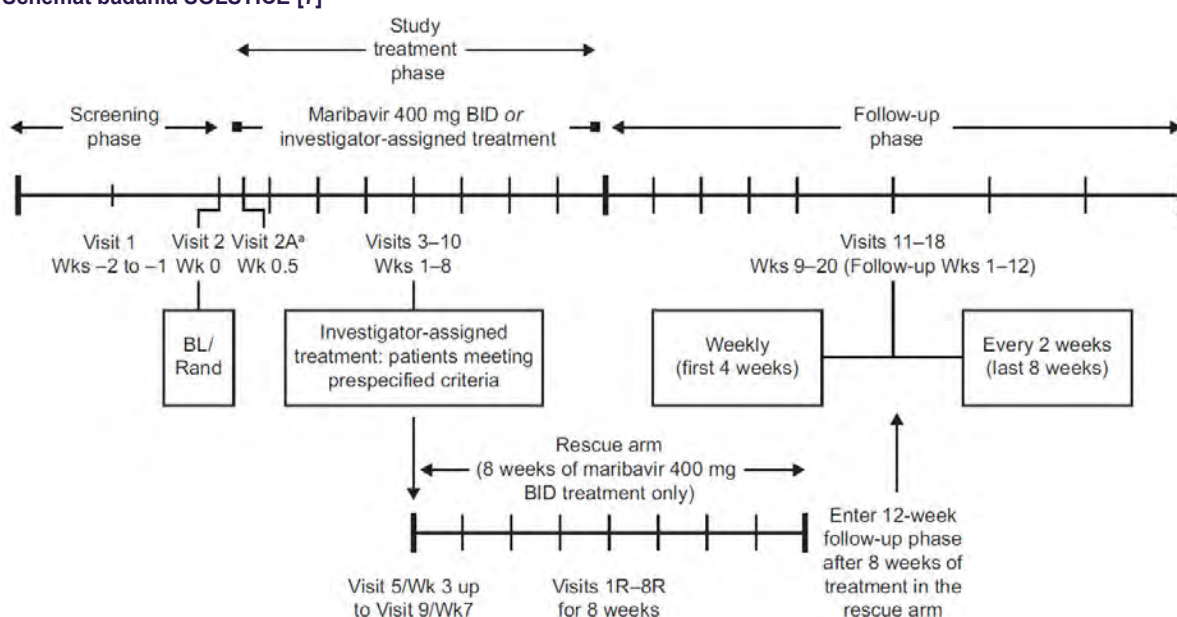 Schemat badania SOLSTICE [7]
Study
treatment
phase
Screening
phase
Maribavir 400 mg BID or
investigator-assigned treatment
Follow-up
phase
Visit 1
Wks –2 to –1
Visit 2
Wk 0
Visit 2Aª
Wk 0.5
Visits 3–10
Wks 1–8
Visits 11–18
Wks 9–20 (Follow-up Wks 1–12)
BL/
Rand
Investigator-assigned
treatment: patients meeting
prespecified criteria
Weekly
(first 4 weeks)
Every 2 weeks
(last 8 weeks)
Rescue arm
(8 weeks of maribavir 400 mg
BID treatment only)
Enter 12-week
follow-up phase
after 8 weeks of
treatment in the
rescue arm
Visit 5/Wk 3 up
to Visit 9/Wk7
Visits 1R–8R
for 8 weeks